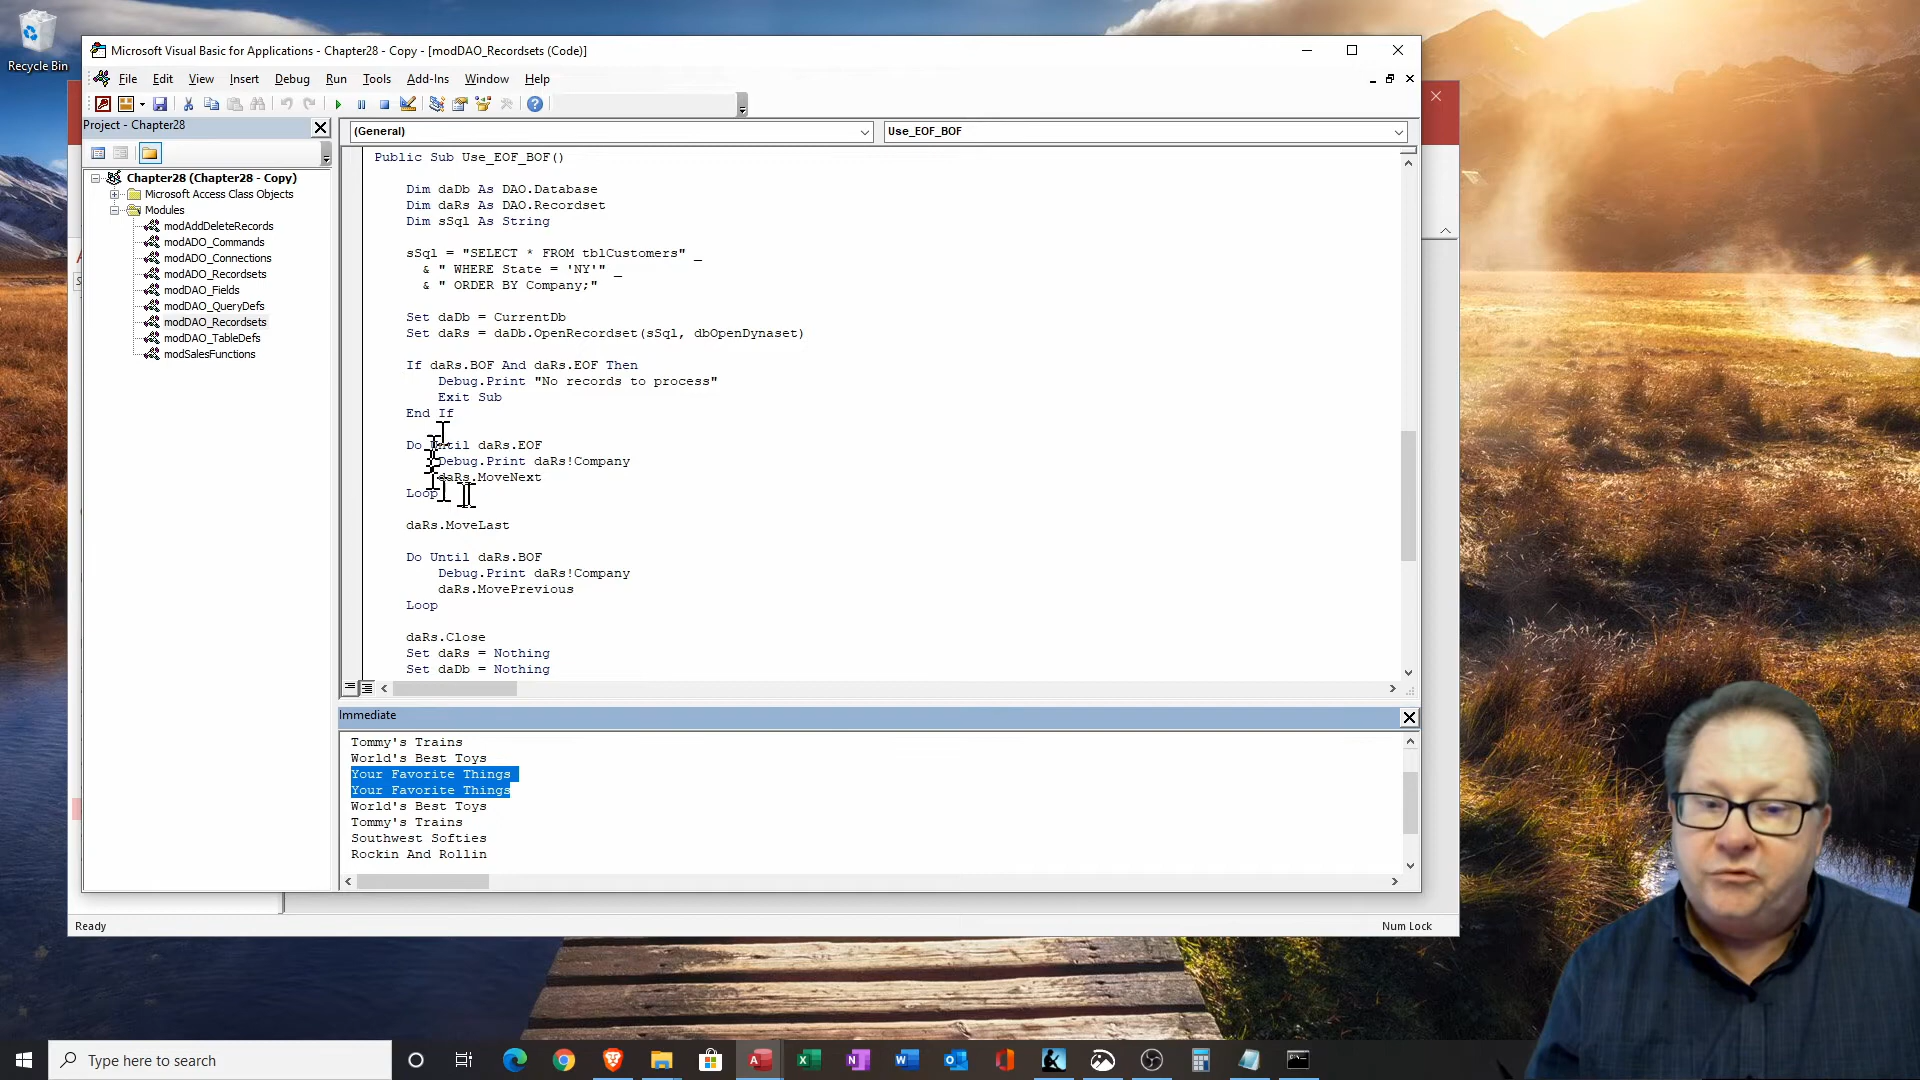 Recycle Bin
Microsoft Visual Basic for Applications - Chapter28 - Copy - [modDAO_Recordsets (Code)]
File Edit View Insert Debug Run Tools Add-Ins Window Help
Project - Chapter28
(General)
Use_EOF_BOF
Chapter28 (Chapter28 - Copy)
Microsoft Access Class Objects
Modules
modAddDeleteRecords
modADO_Commands
modADO_Connections
modADO_Recordsets
modDAO_Fields
modDAO_QueryDefs
modDAO_Recordsets
modDAO_TableDefs
modSalesFunctions
Public Sub Use_EOF_BOF()
Dim daDb As DAO.Database
Dim daRs As DAO.Recordset
Dim sSql As String
sSql = "SELECT * FROM tblCustomers" _
& " WHERE State = 'NY'" _
& " ORDER BY Company;"
Set daDb = CurrentDb
Set daRs = daDb.OpenRecordset(sSql, dbOpenDynaset)
If daRs.BOF And daRs.EOF Then
Debug.Print "No records to process"
Exit Sub
End If
Do Until daRs.EOF
Debug.Print daRs!Company
daRs.MoveNext
Loop
daRs.MoveLast
Do Until daRs.BOF
Debug.Print daRs!Company
daRs.MovePrevious
Loop
daRs.Close
Set daRs = Nothing
Set daDb = Nothing
Immediate
Tommy's Trains
World's Best Toys
Your Favorite Things
Your Favorite Things
World's Best Toys
Tommy's Trains
Southwest Softies
Rockin And Rollin
Ready
Num Lock
Type here to search